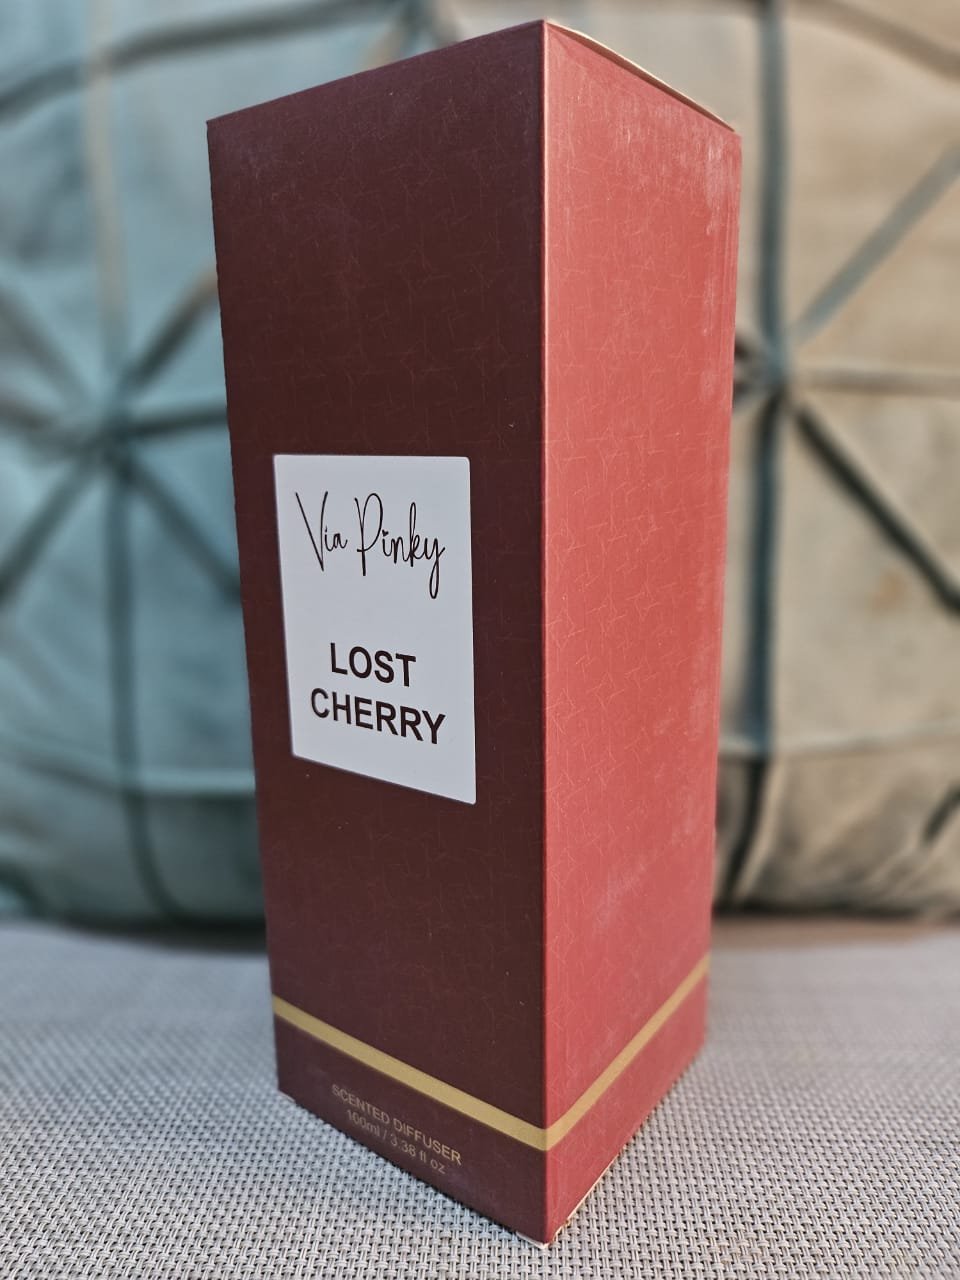 Via Pinky
LOST
CHERRY
SCENTED DIFFUSER
100ml / 3.38 fl oz